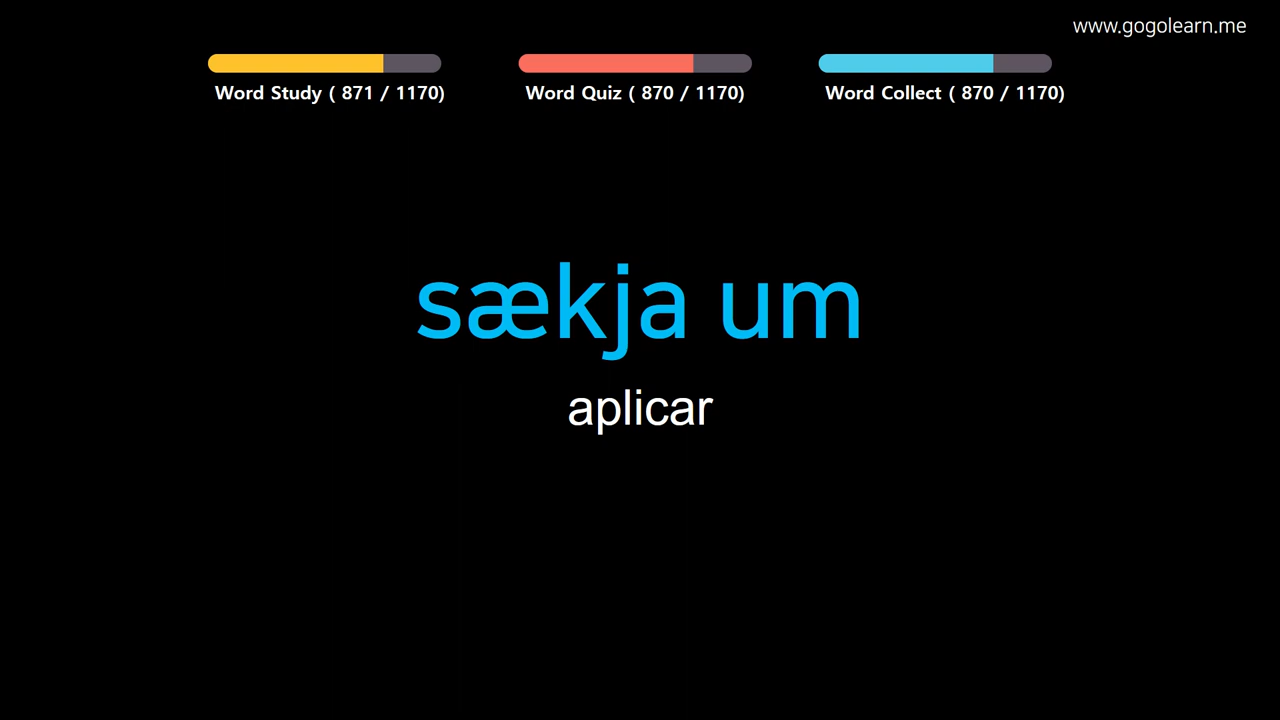 www.gogolearn.me
Word Study ( 871 / 1170)
Word Quiz ( 870 / 1170)
Word Collect ( 870 / 1170)
sækja um
aplicar